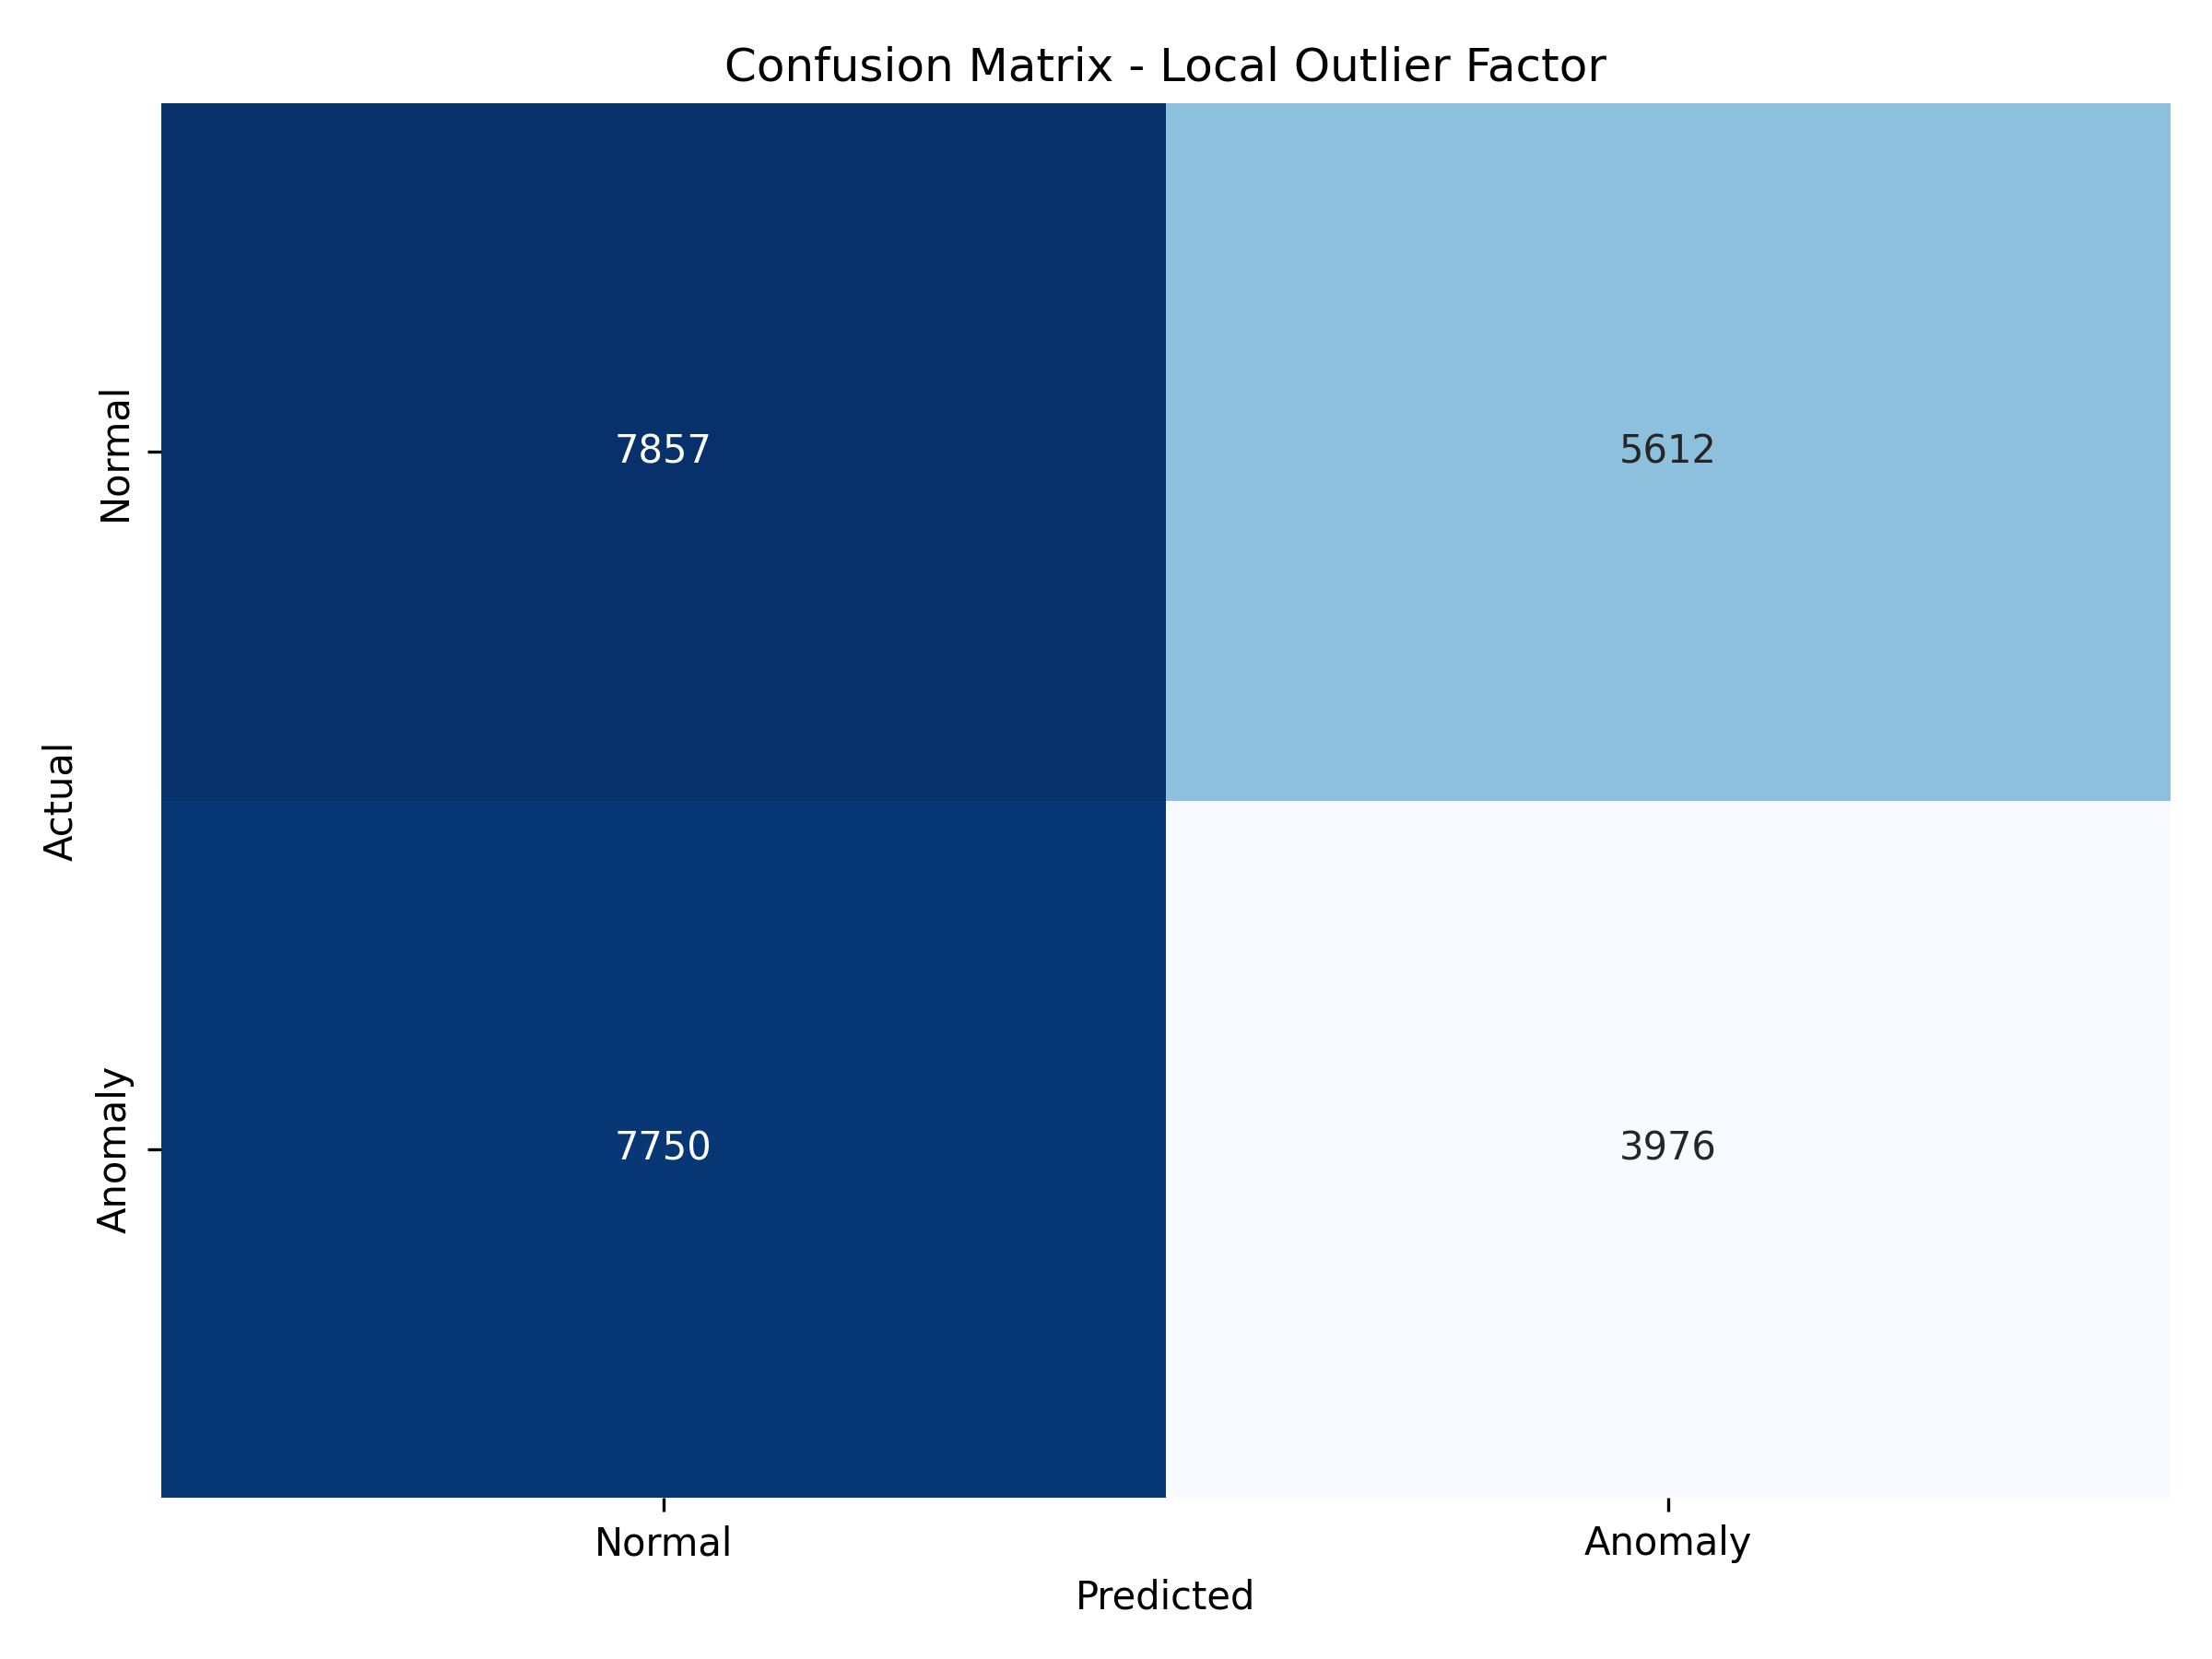 Confusion Matrix - Local Outlier Factor
Actual
Normal
7857
5612
Anomaly
7750
3976
Normal
Anomaly
Predicted